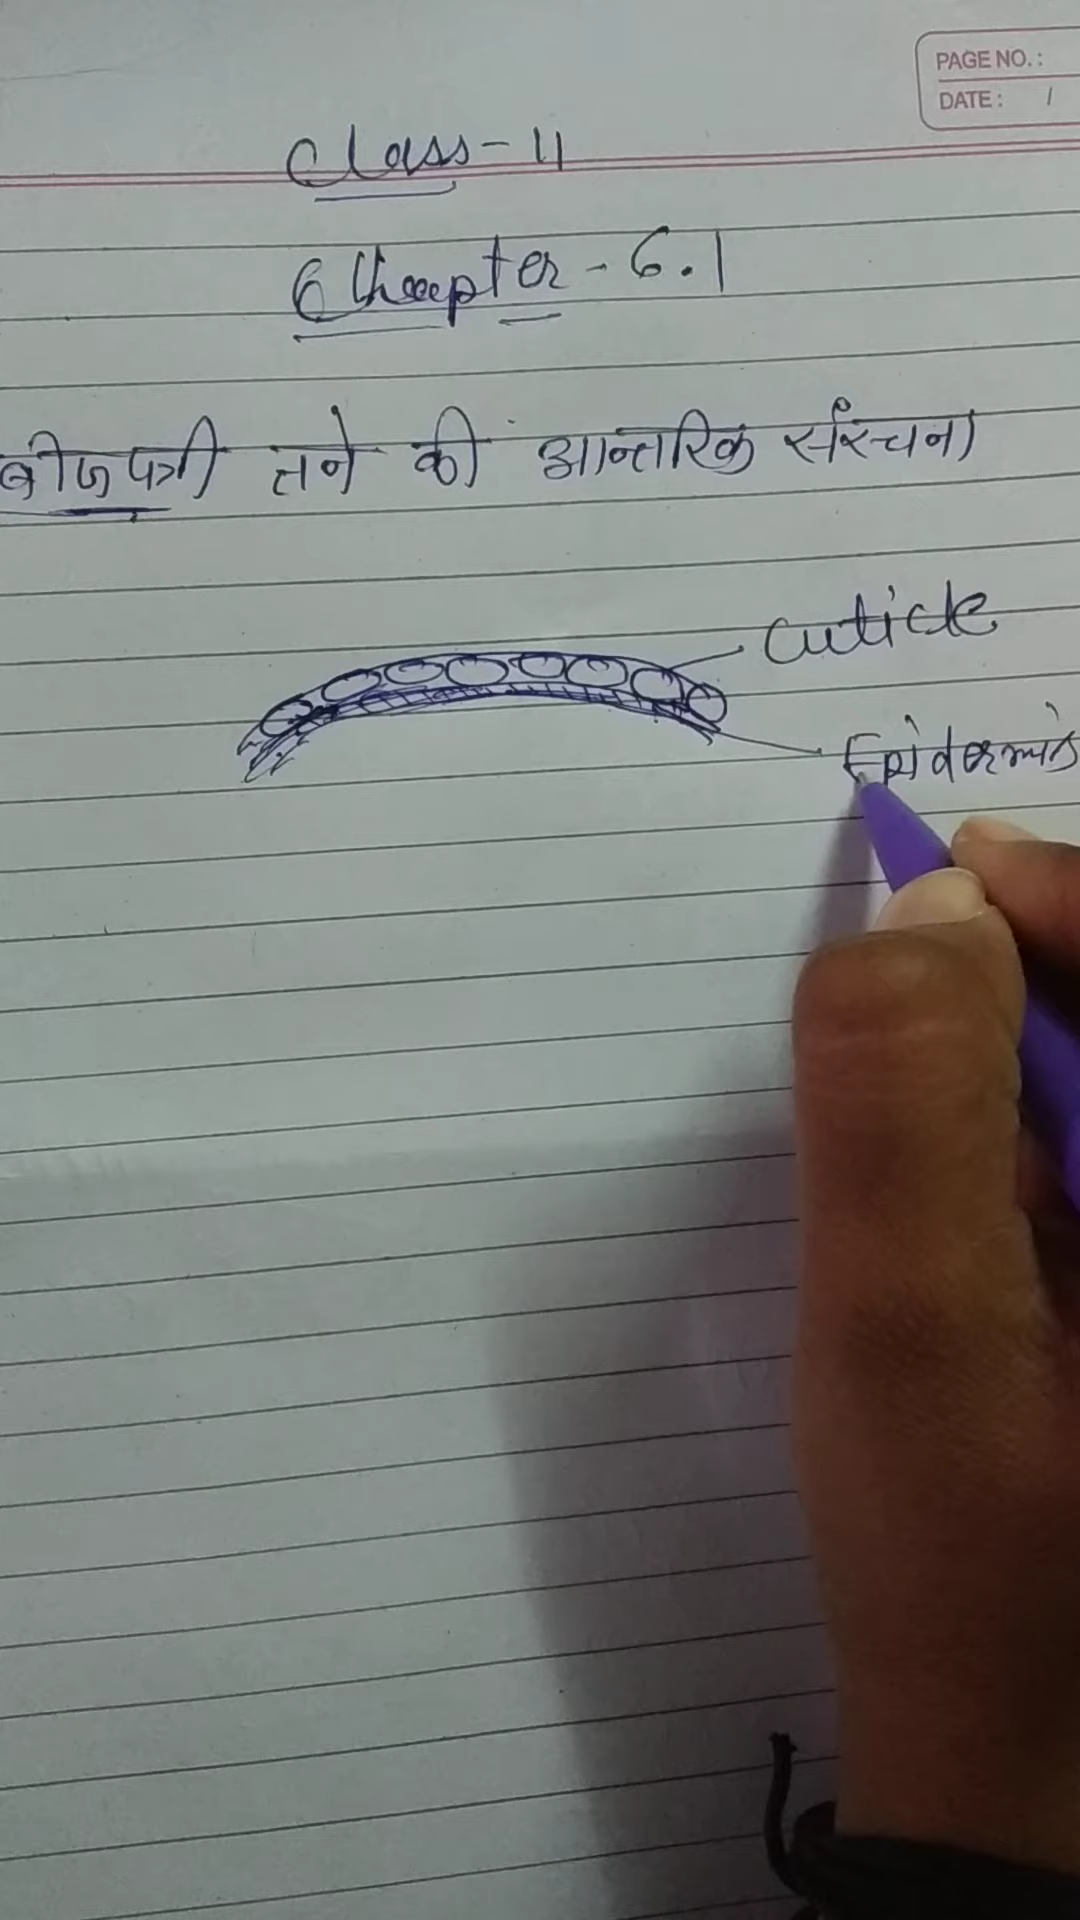 PAGE NO.:
DATE: /
Class-11
Chapter-6.1
बीजपत्री तने की आन्तरिक संरचना
cuticle
Epidermis